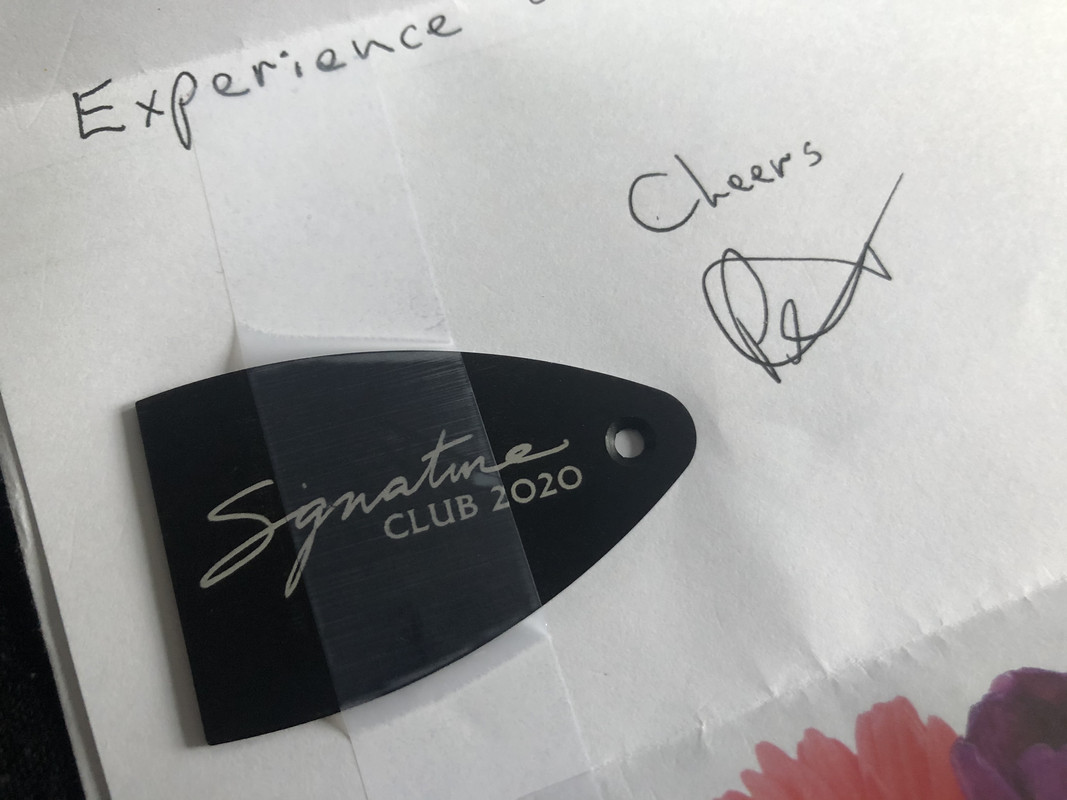 Experience
Cheers
Signature
CLUB 2020